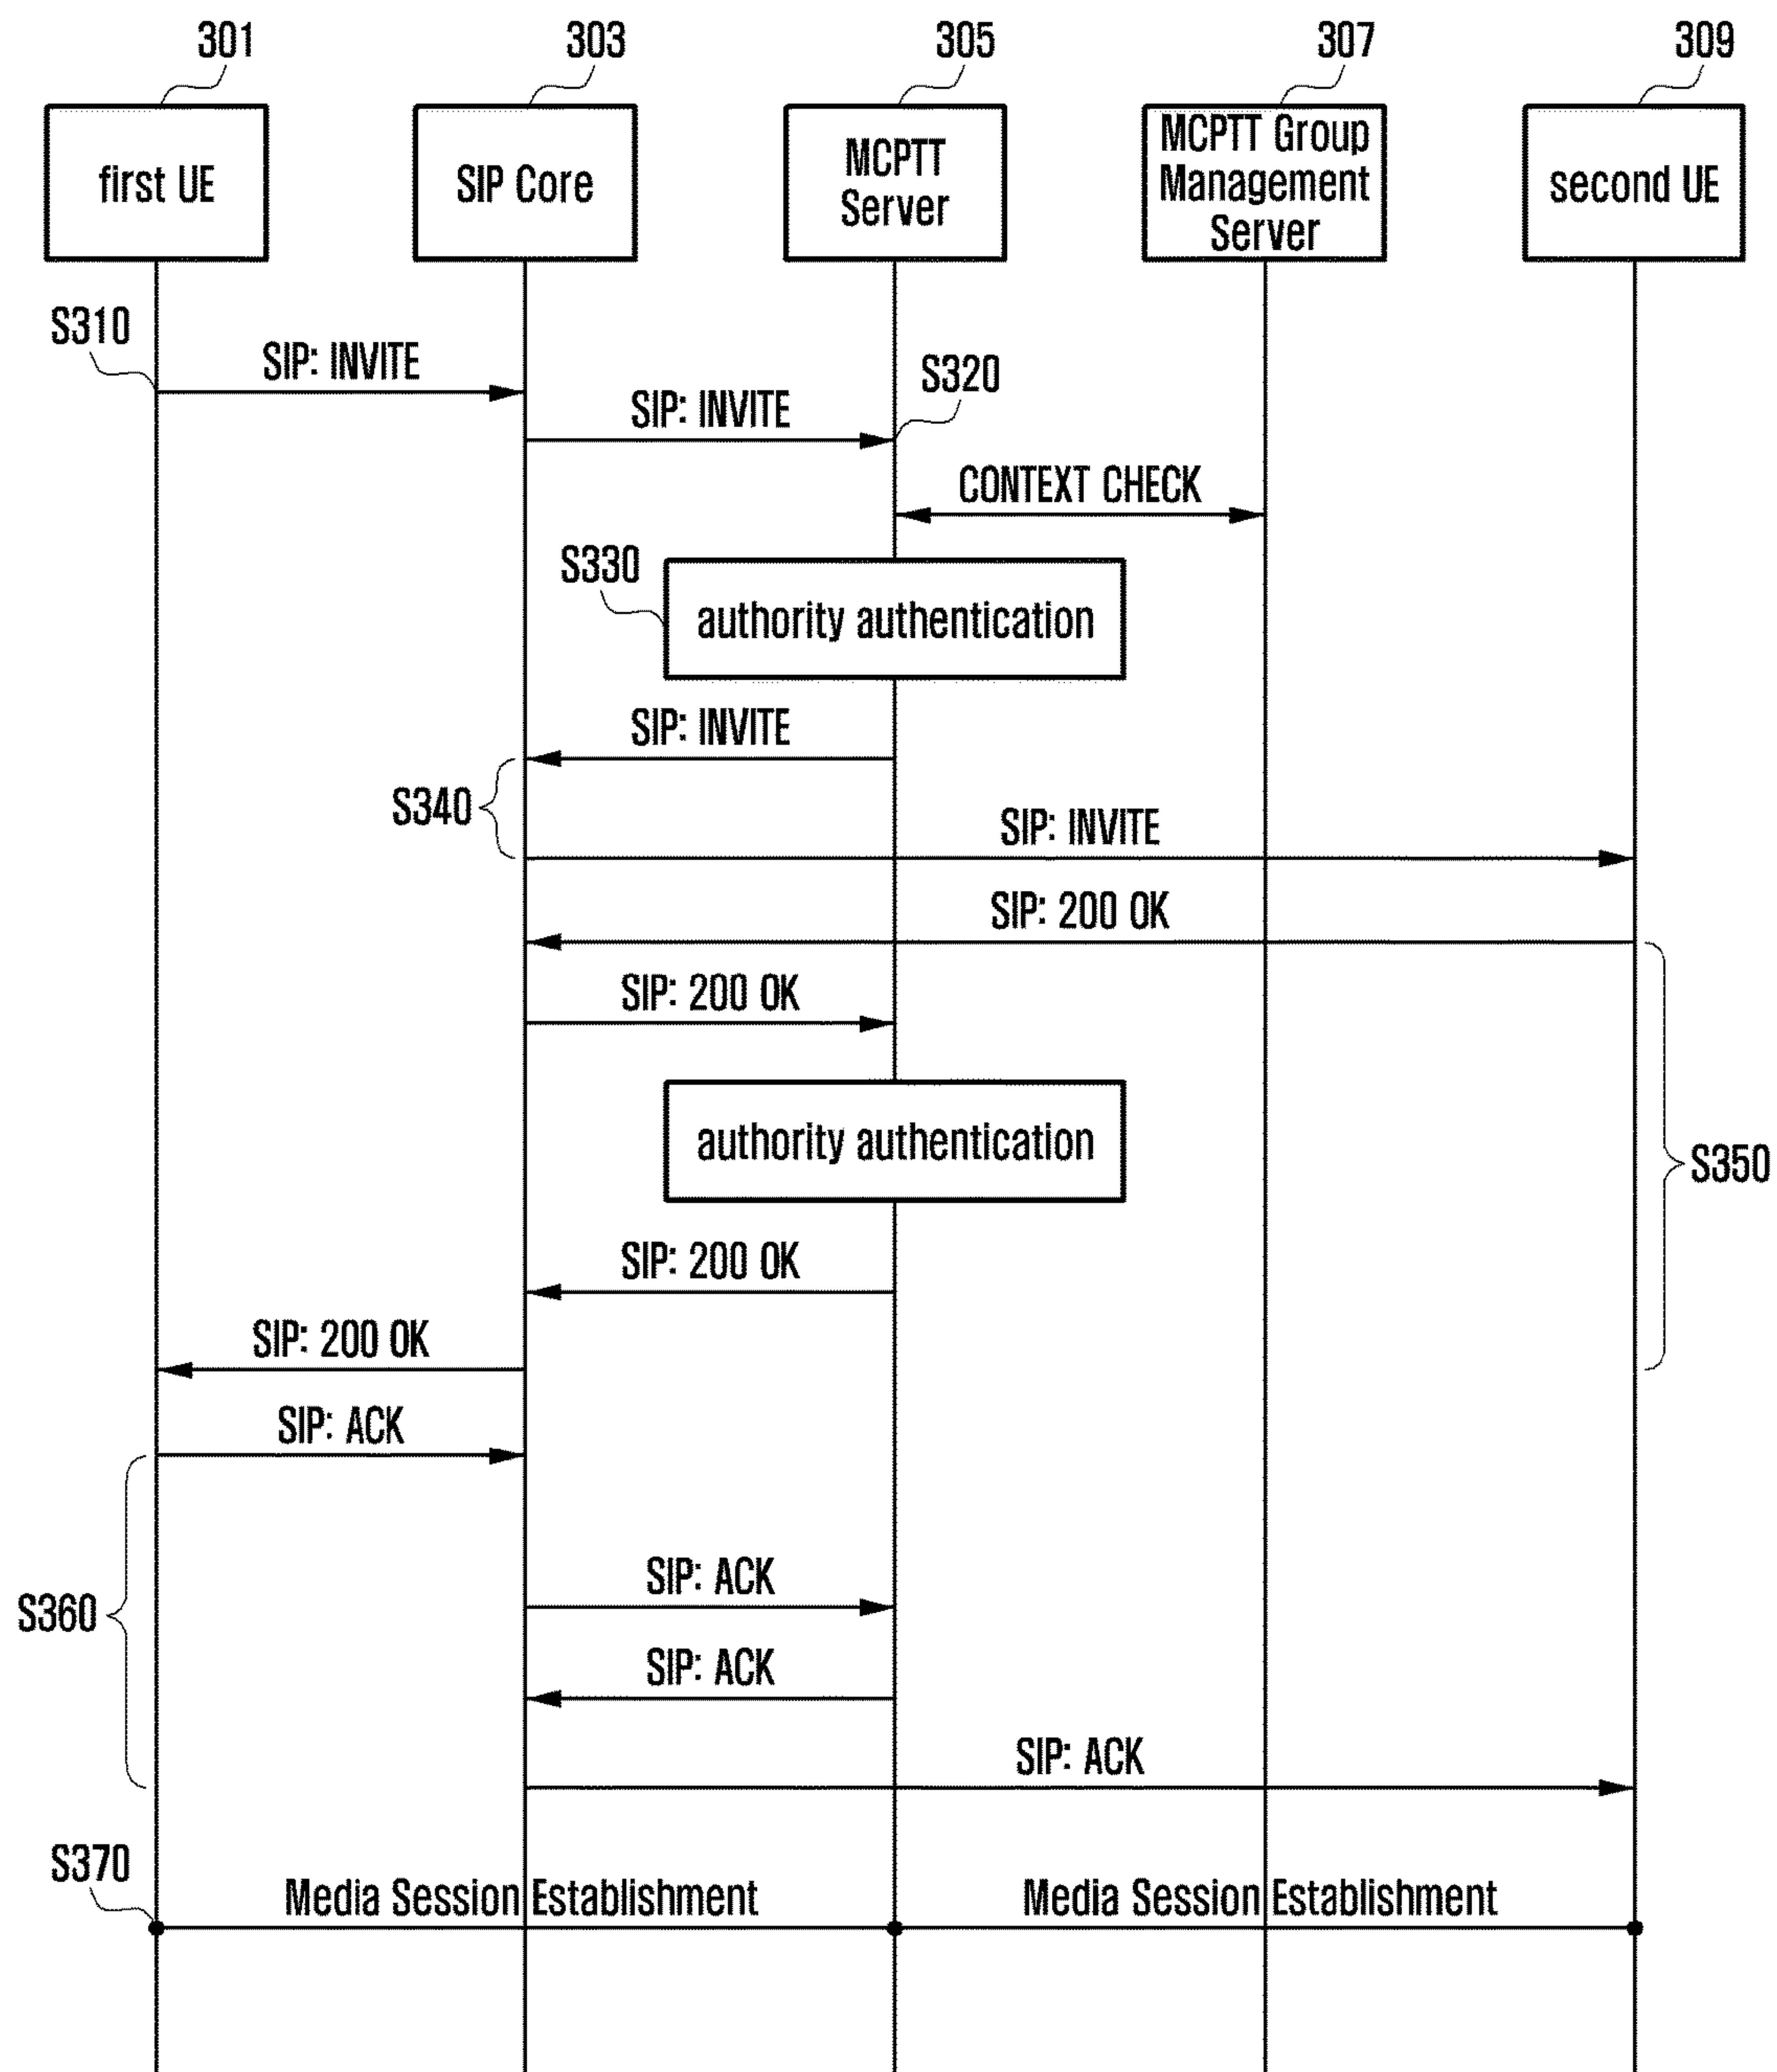 301
303
305
307
309
first UE
SIP Core
MCPTT
Server
MCPTT Group
Management
Server
second UE
S310
SIP: INVITE
SIP: INVITE
S320
CONTEXT CHECK
S330
authority authentication
SIP: INVITE
S340
SIP: INVITE
SIP: 200 OK
SIP: 200 OK
authority authentication
S350
SIP: 200 OK
SIP: 200 OK
SIP: ACK
SIP: ACK
S360
SIP: ACK
SIP: ACK
S370
Media Session Establishment
Media Session Establishment